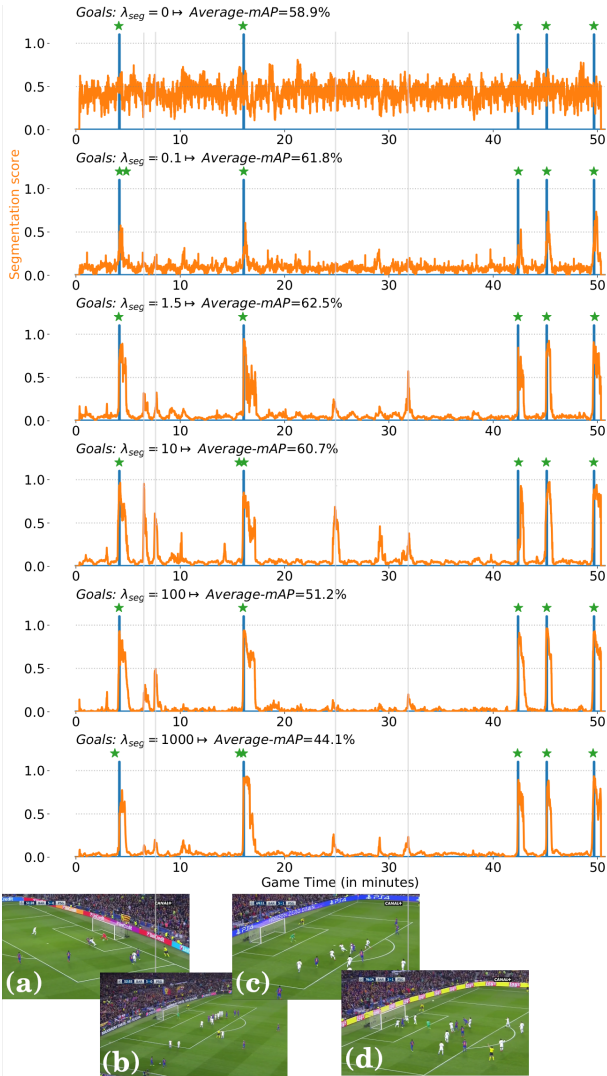 Goals: λseg = 0 ↦ Average-mAP=58.9%
1.0
0.5
0.0
0 10 20 30 40 50
Goals: λseg = 0.1 ↦ Average-mAP=61.8%
1.0
0.5
0.0
0 10 20 30 40 50
Segmentation score
Goals: λseg = 1.5 ↦ Average-mAP=62.5%
1.0
0.5
0.0
0 10 20 30 40 50
Goals: λseg = 10 ↦ Average-mAP=60.7%
1.0
0.5
0.0
0 10 20 30 40 50
Goals: λseg = 100 ↦ Average-mAP=51.2%
1.0
0.5
0.0
0 10 20 30 40 50
Goals: λseg = 1000 ↦ Average-mAP=44.1%
1.0
0.5
0.0
0 10 20 30 40 50
Game Time (in minutes)
CANAL+
CANAL+
(a)
(c)
CANAL+
(b)
(d)